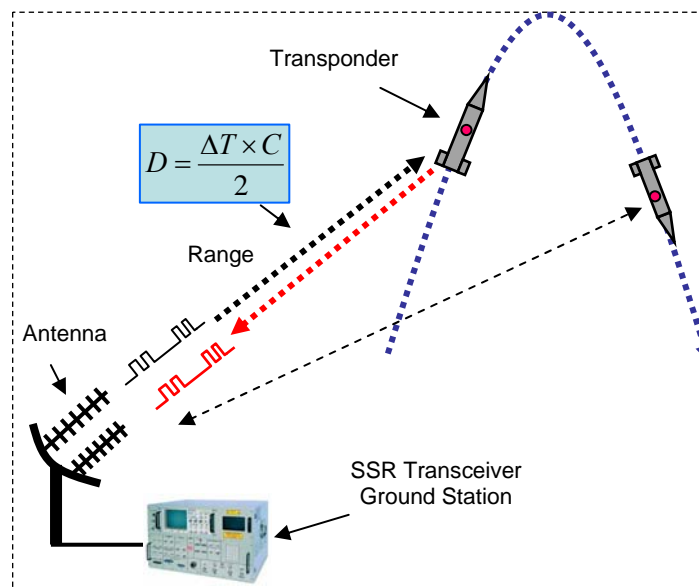 Transponder
D = ΔT × C / 2
Range
Antenna
SSR Transceiver
Ground Station